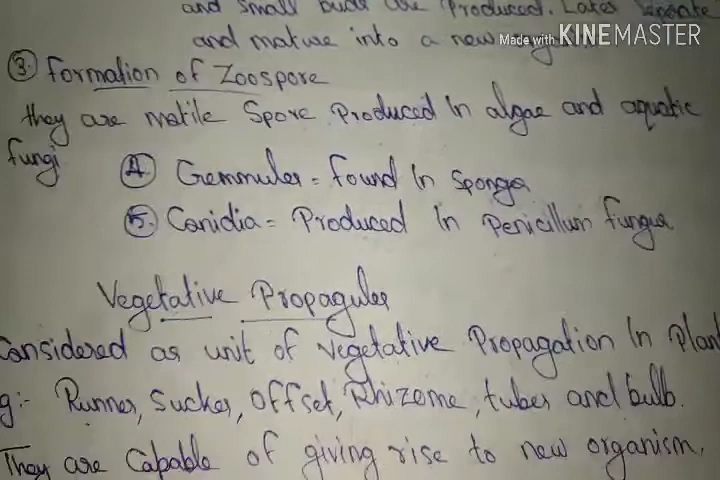 and small buds are Produced. Later Separate
and mature into a new
Made with KINEMASTER
③ Formation of Zoospore
they are motile Spore Produced In algae and aquatic
fungi
④ Gemmules = found In Sponges
⑤ Conidia = Produced In Penicillum fungus
Vegetative Propagules
Considered as unit of vegetative Propagation In Plant
g:- Runner, Sucker, Offset, Rhizome, tuber and bulb.
They are Capable of giving rise to new organism.